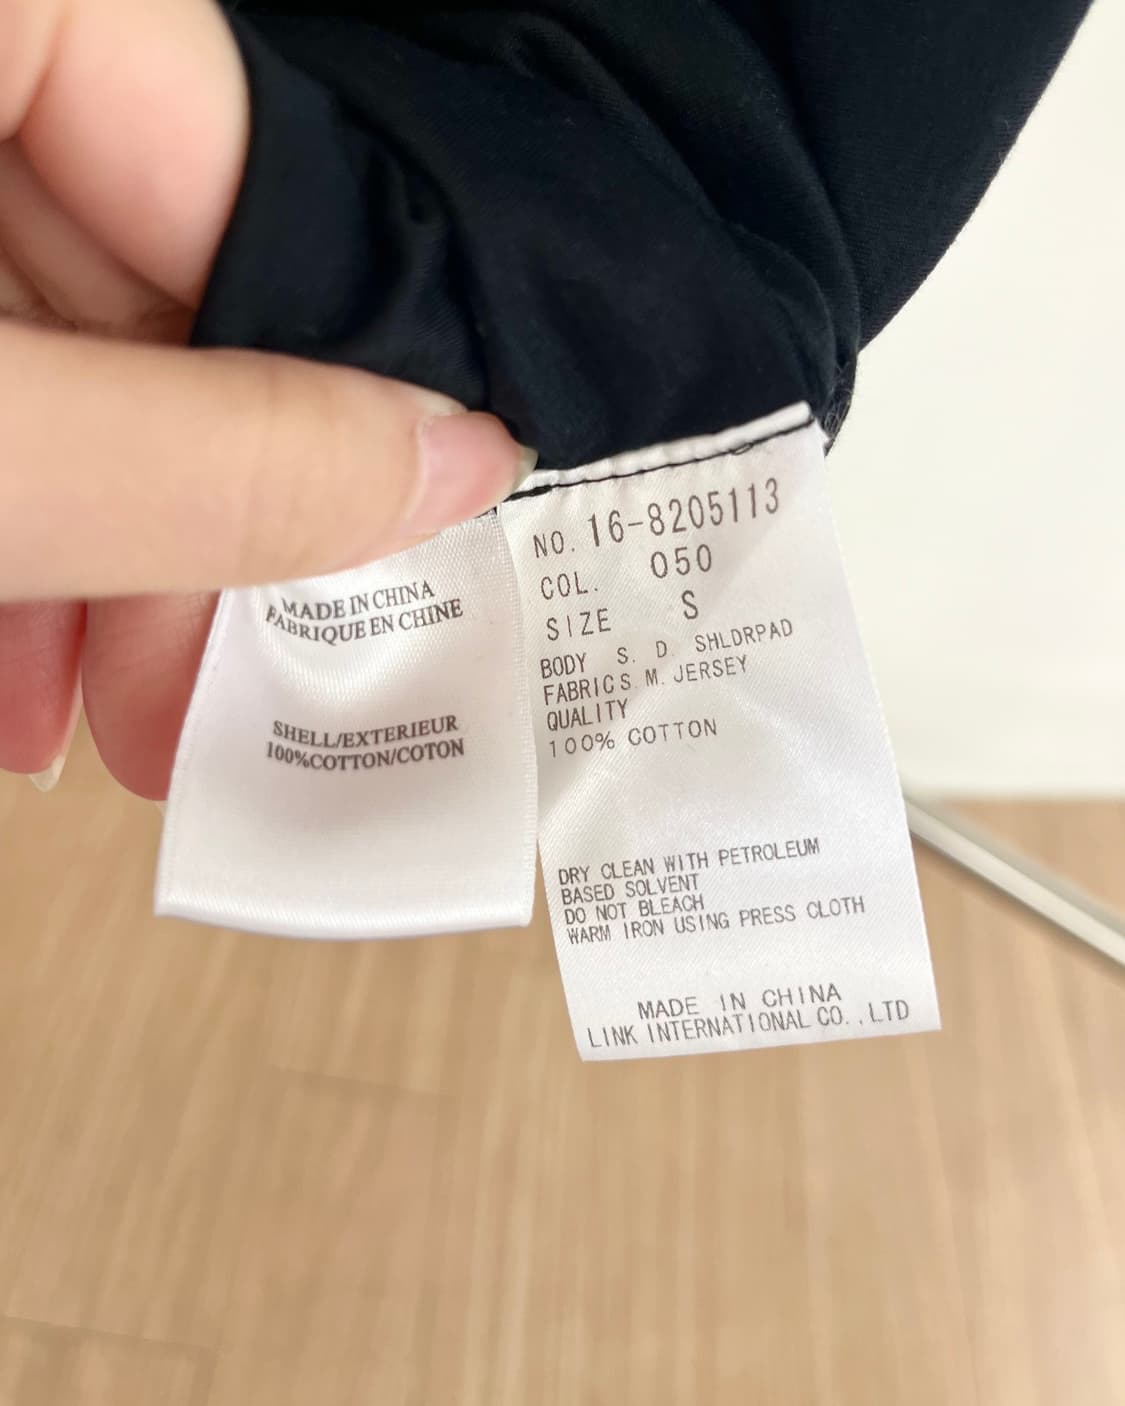 MADE IN CHINA
FABRIQUE EN CHINE
SHELL/EXTERIEUR
100%COTTON/COTON
NO. 16-8205113
COL. 050
SIZE S
BODY S. D. SHLDRPAD
FABRICS M. JERSEY
QUALITY
100% COTTON
DRY CLEAN WITH PETROLEUM
BASED SOLVENT
DO NOT BLEACH
WARM IRON USING PRESS CLOTH
MADE IN CHINA
LINK INTERNATIONAL CO.,LTD